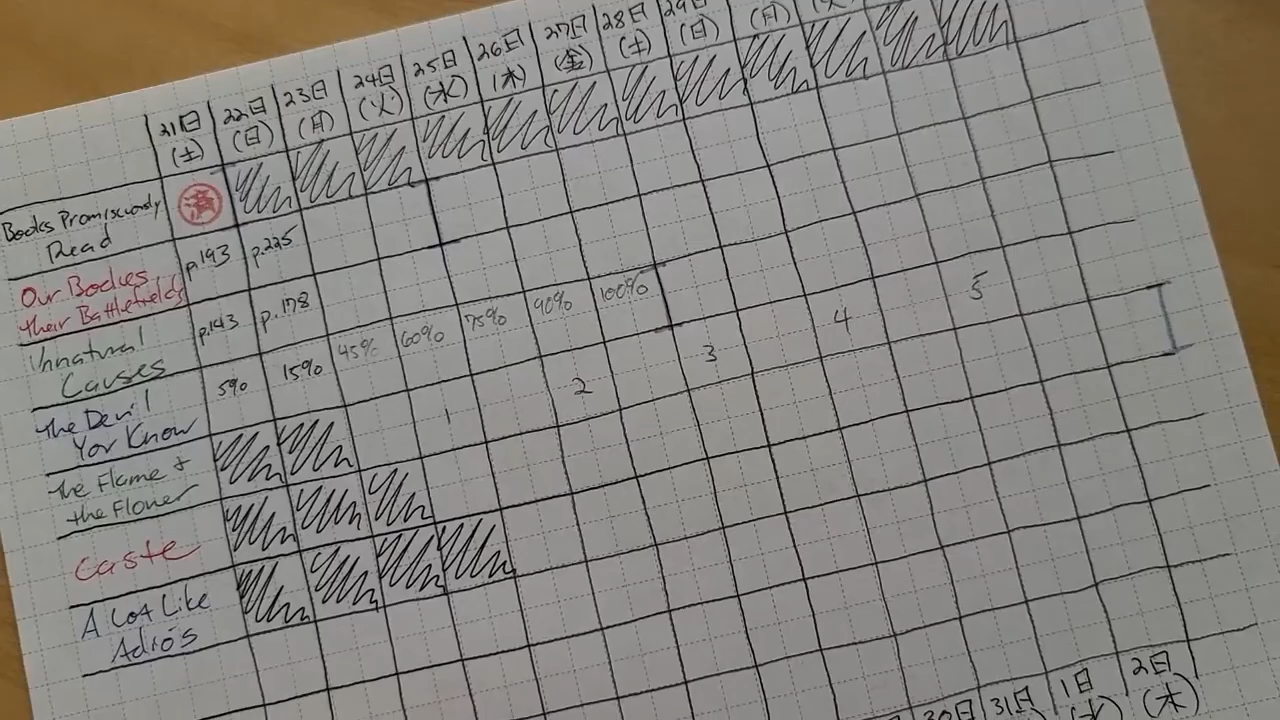 21日 22日 23日 24日 25日 26日 27日 28日 29日
(土) (日) (月) (火) (水) (木) (金) (土) (日) (月)
Books Promiscuously
Read
済
Our Bodies,
Their Battlefields
p.193 p.225
Unnatural
Causes
p.143 p.178
The Devil
You Know
5% 15% 45% 60% 75% 90% 100%
The Flame &
the Flower
1 2 3 4 5
Caste
A Lot Like
Adiós
30日 31日 1日 2日
(水) (木)